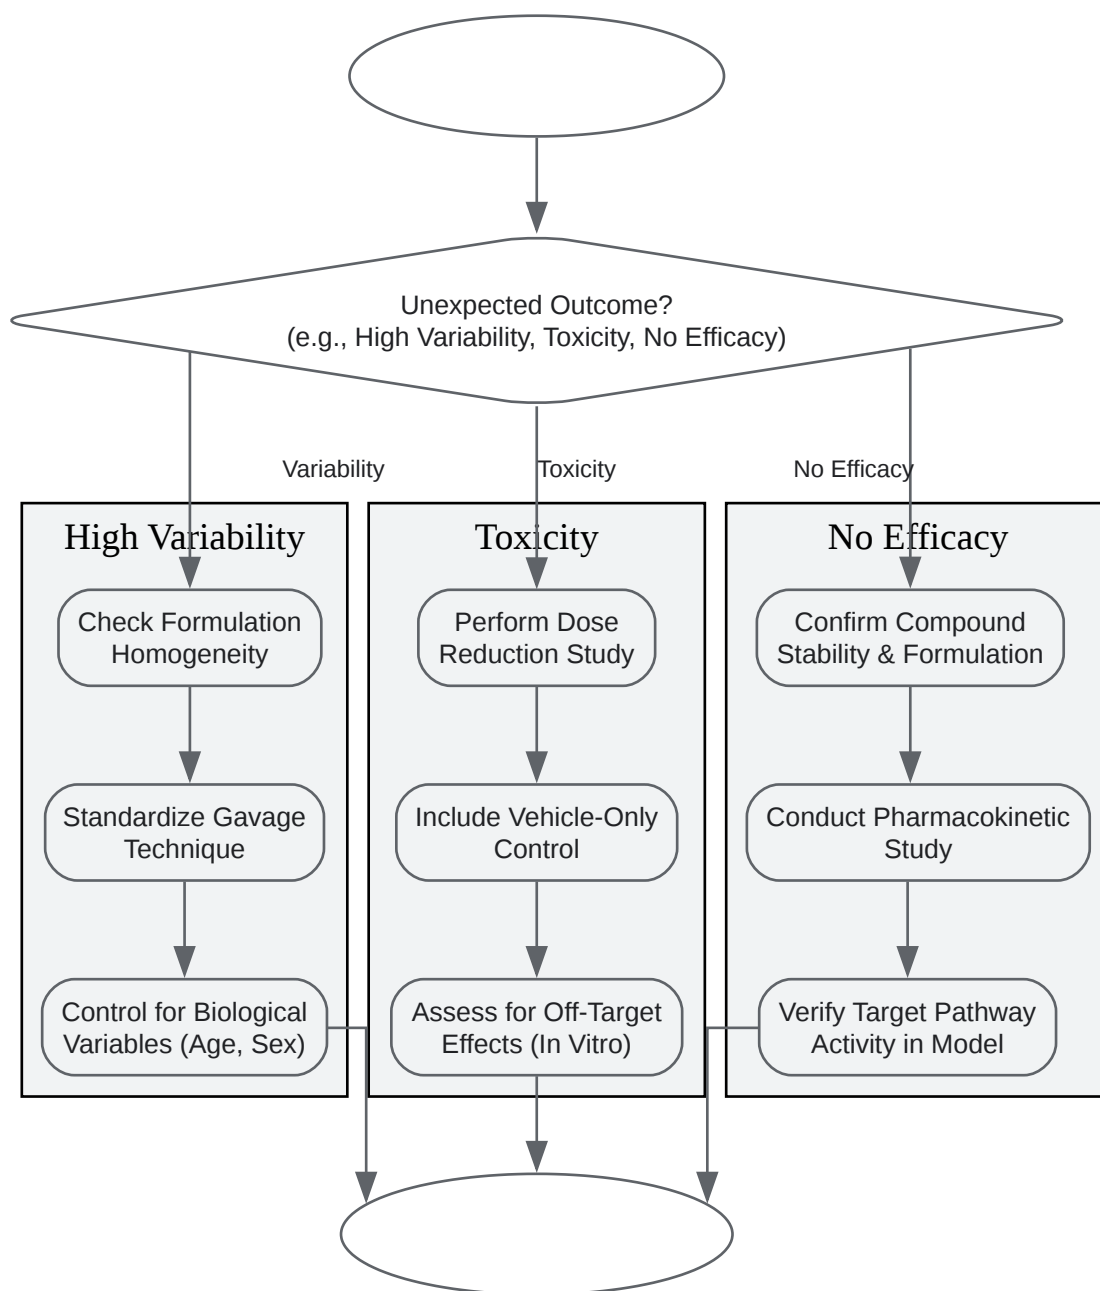 Unexpected Outcome?
(e.g., High Variability, Toxicity, No Efficacy)
Variability
Toxicity
No Efficacy
High Variability
Check Formulation
Homogeneity
Standardize Gavage
Technique
Control for Biological
Variables (Age, Sex)
Toxicity
Perform Dose
Reduction Study
Include Vehicle-Only
Control
Assess for Off-Target
Effects (In Vitro)
No Efficacy
Confirm Compound
Stability & Formulation
Conduct Pharmacokinetic
Study
Verify Target Pathway
Activity in Model